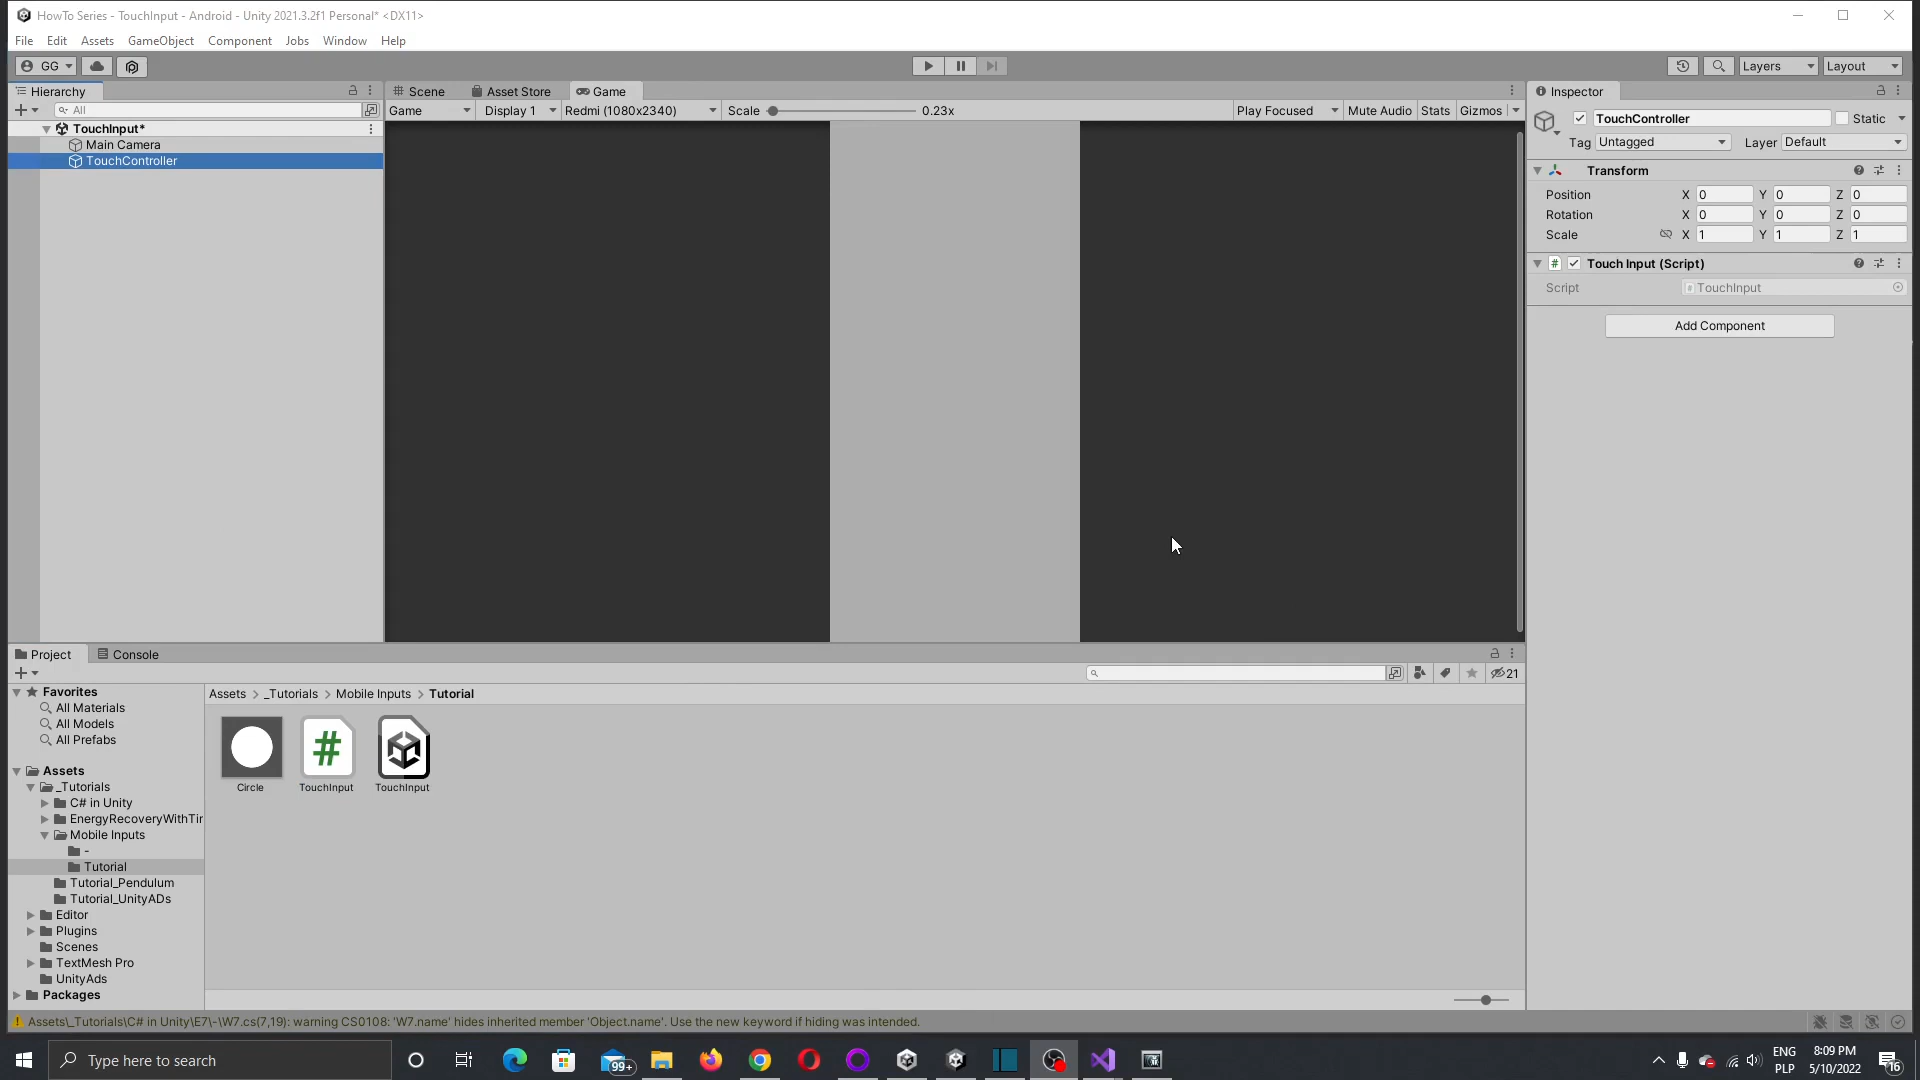 HowTo Series - TouchInput - Android - Unity 2021.3.2f1 Personal* <DX11>
File Edit Assets GameObject Component Jobs Window Help
GG
Layers Layout
Hierarchy
All
TouchInput*
Main Camera
TouchController
Scene Asset Store Game
Game Display 1 Redmi (1080x2340) Scale 0.23x Play Focused Mute Audio Stats Gizmos
Inspector
TouchController Static
Tag Untagged Layer Default
Transform
Position X 0 Y 0 Z 0
Rotation X 0 Y 0 Z 0
Scale X 1 Y 1 Z 1
# Touch Input (Script)
Script # TouchInput
Add Component
Project Console
21
Favorites
All Materials
All Models
All Prefabs
Assets
_Tutorials
C# in Unity
EnergyRecoveryWithTir
Mobile Inputs
-
Tutorial
Tutorial_Pendulum
Tutorial_UnityADs
Editor
Plugins
Scenes
TextMesh Pro
UnityAds
Packages
Assets > _Tutorials > Mobile Inputs > Tutorial
#
Circle TouchInput TouchInput
Assets\_Tutorials\C# in Unity\E7\-\W7.cs(7,19): warning CS0108: 'W7.name' hides inherited member 'Object.name'. Use the new keyword if hiding was intended.
Type here to search
99+
ENG
PLP
8:09 PM
5/10/2022
16